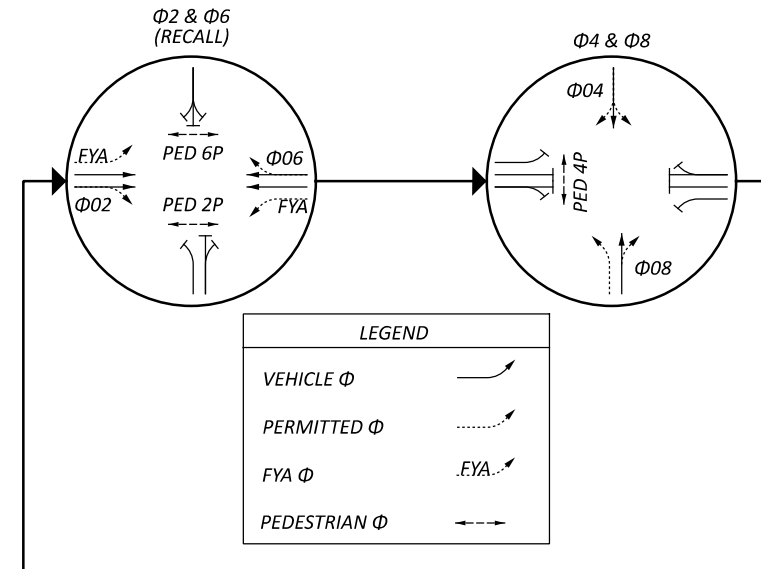 Φ2 & Φ6
(RECALL)
Φ4 & Φ8
Φ04
PED 6P
FYA
Φ06
PED 4P
Φ02
PED 2P
FYA
Φ08
LEGEND
VEHICLE Φ
PERMITTED Φ
FYA Φ
FYA
PEDESTRIAN Φ